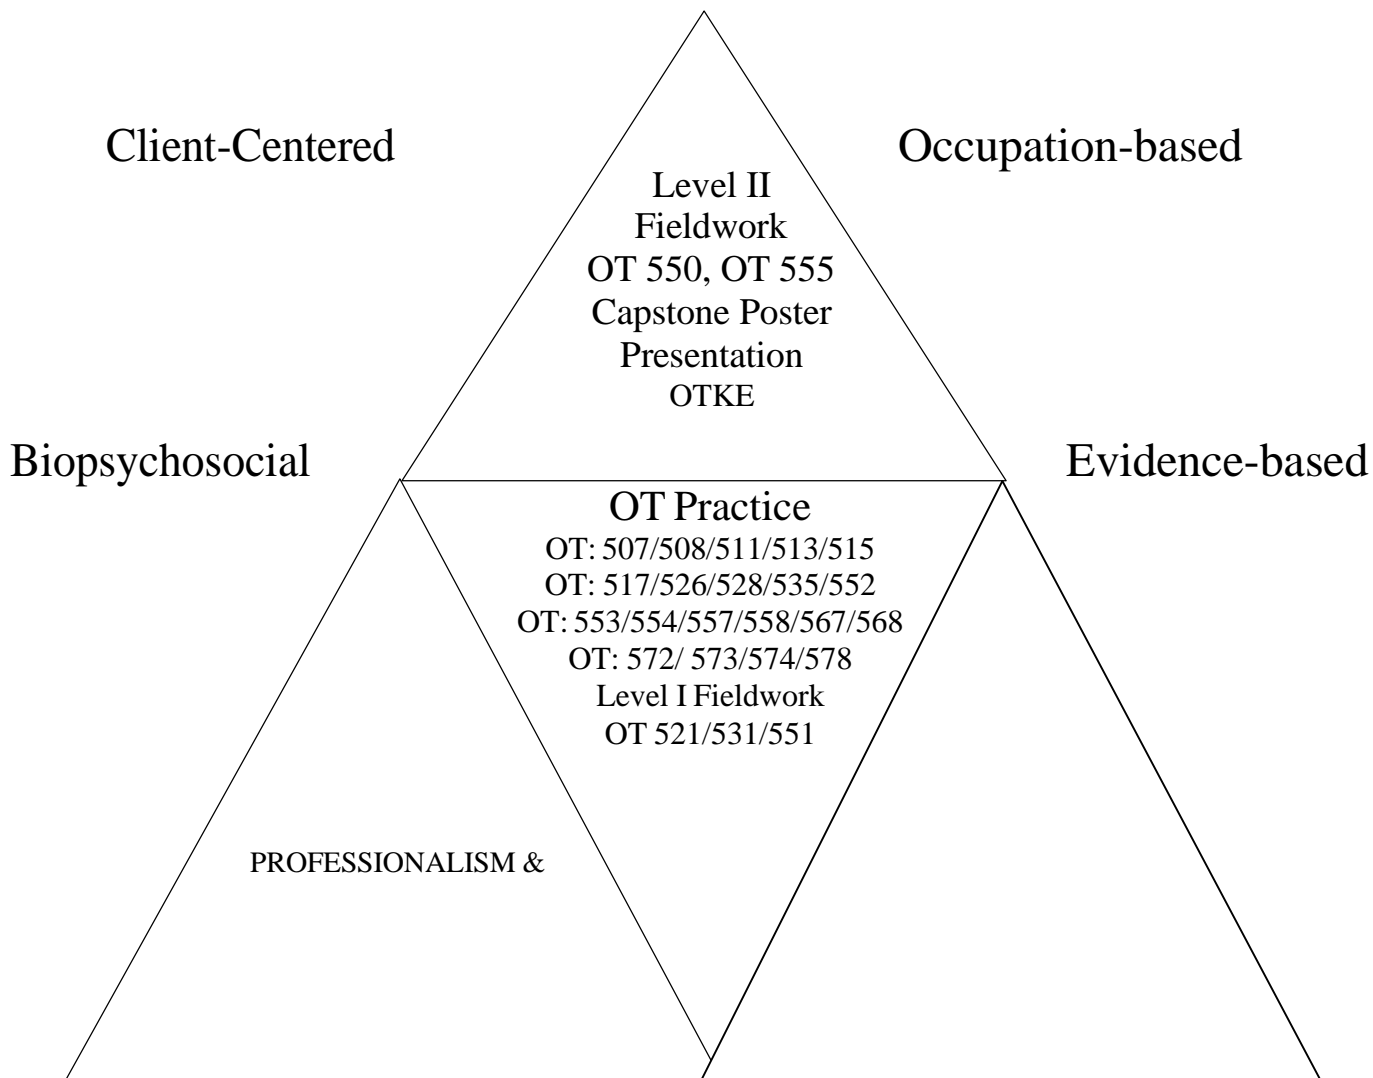 Client-Centered
Occupation-based
Level II
Fieldwork
OT 550, OT 555
Capstone Poster
Presentation
OTKE
Biopsychosocial
Evidence-based
OT Practice
OT: 507/508/511/513/515
OT: 517/526/528/535/552
OT: 553/554/557/558/567/568
OT: 572/ 573/574/578
Level I Fieldwork
OT 521/531/551
PROFESSIONALISM &